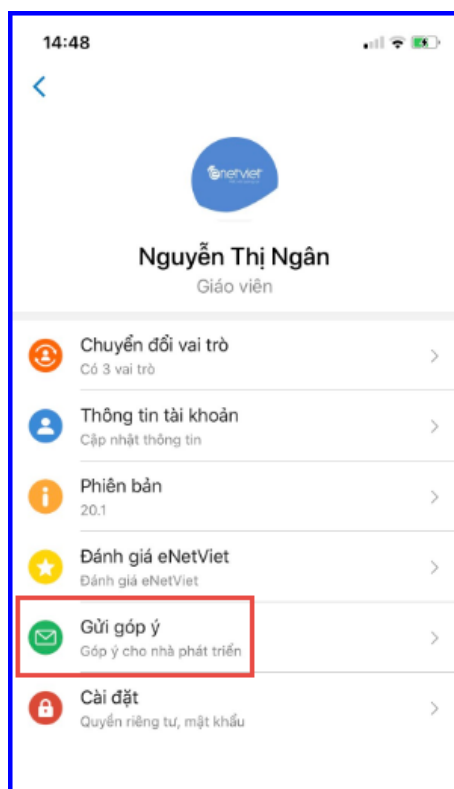 14:48
enetviet
Nguyễn Thị Ngân
Giáo viên
Chuyển đổi vai trò
Có 3 vai trò
Thông tin tài khoản
Cập nhật thông tin
Phiên bản
20.1
Đánh giá eNetViet
Đánh giá eNetViet
Gửi góp ý
Góp ý cho nhà phát triển
Cài đặt
Quyền riêng tư, mật khẩu